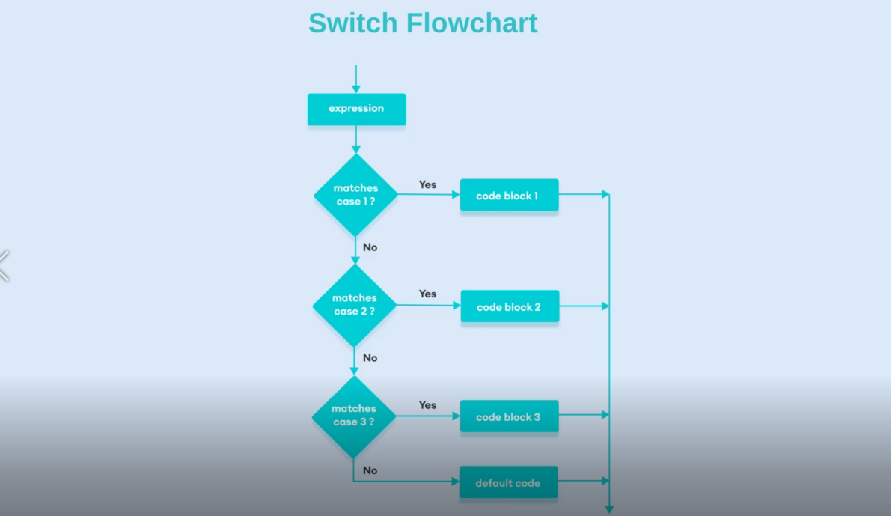 Switch Flowchart
expression
matches
case 1 ?
Yes
code block 1
No
matches
case 2 ?
Yes
code block 2
No
matches
case 3 ?
Yes
code block 3
No
default code